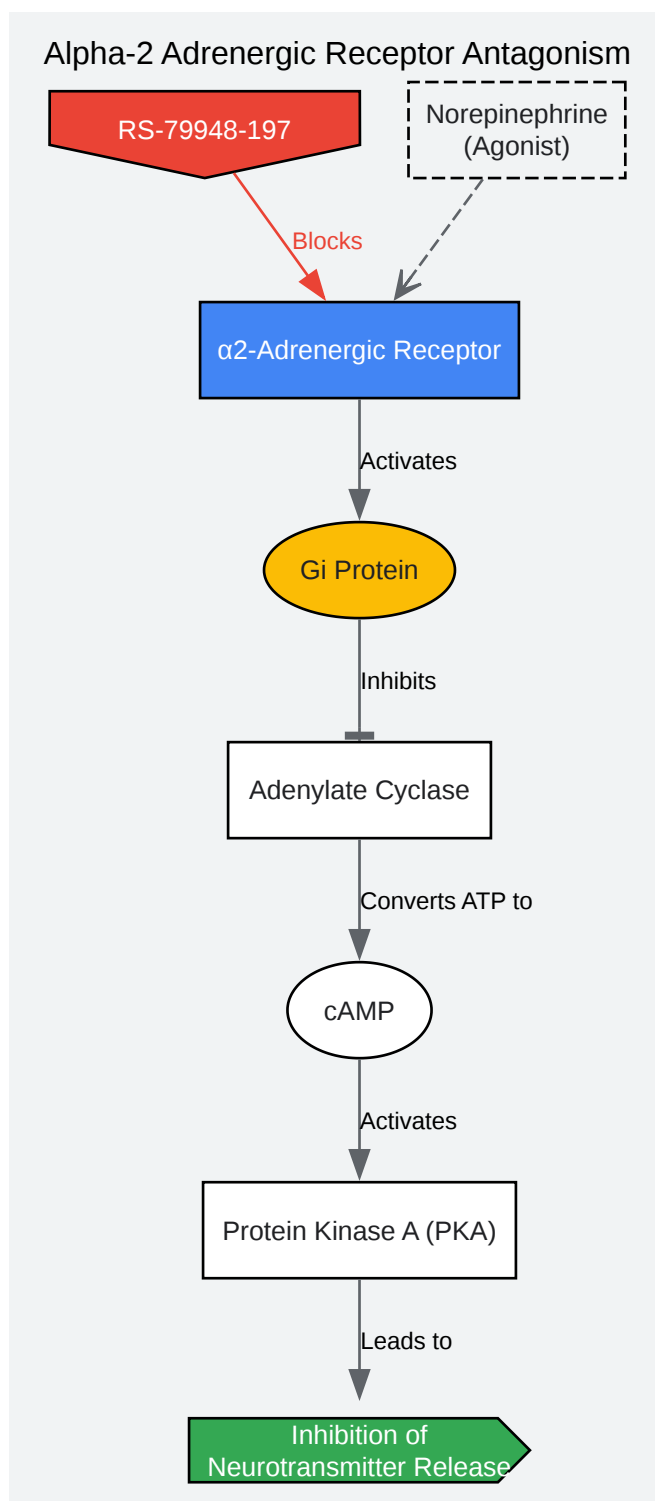 Alpha-2 Adrenergic Receptor Antagonism
RS-79948-197
Norepinephrine
(Agonist)
Blocks
α2-Adrenergic Receptor
Activates
Gi Protein
Inhibits
Adenylate Cyclase
Converts ATP to
cAMP
Activates
Protein Kinase A (PKA)
Leads to
Inhibition of
Neurotransmitter Release